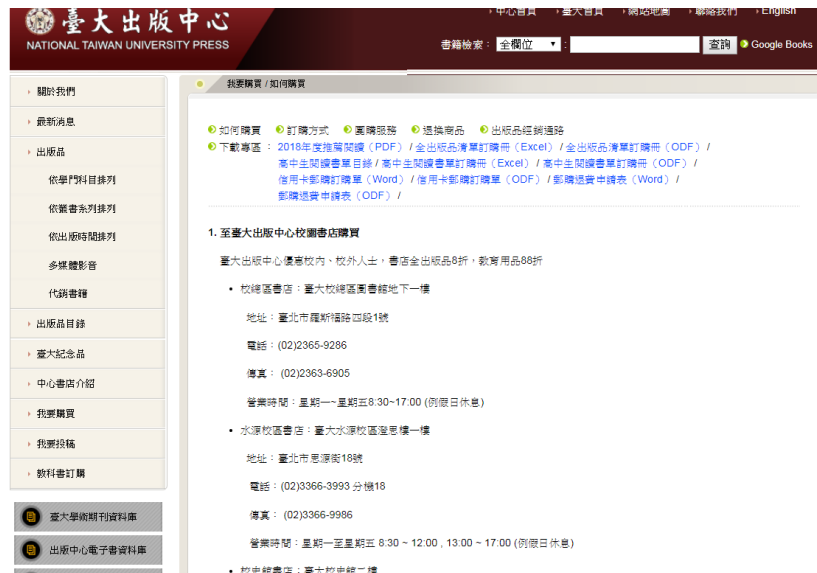 臺大出版中心
NATIONAL TAIWAN UNIVERSITY PRESS
中心首頁 臺大首頁 網站地圖 聯絡我們 English
書籍檢索： 全欄位 ： 查詢 Google Books
關於我們
最新消息
出版品
依學門科目排列
依叢書系列排列
依出版時間排列
多媒體影音
代銷書籍
出版品目錄
臺大紀念品
中心書店介紹
我要購買
我要投稿
教科書訂購
臺大學術期刊資料庫
出版中心電子書資料庫
我要購買 / 如何購買
如何購買 訂購方式 團購服務 退換商品 出版品經銷通路
下載專區 ： 2018年度推薦閱讀（PDF） / 全出版品清單訂購冊（Excel） / 全出版品清單訂購冊（ODF） /
高中生閱讀書單目錄 / 高中生閱讀書單訂購冊（Excel） / 高中生閱讀書單訂購冊（ODF） /
信用卡郵購訂購單（Word） / 信用卡郵購訂購單（ODF） / 郵購退費申請表（Word） /
郵購退費申請表（ODF） /
1. 至臺大出版中心校園書店購買
臺大出版中心優惠校內、校外人士，書店全出版品8折，教育用品88折
• 校總區書店：臺大校總區圖書館地下一樓
地址：臺北市羅斯福路四段1號
電話：(02)2365-9286
傳真： (02)2363-6905
營業時間：星期一~星期五8:30~17:00 (例假日休息)
• 水源校區書店：臺大水源校區澄思樓一樓
地址：臺北市思源街18號
電話：(02)3366-3993 分機18
傳真： (02)3366-9986
營業時間：星期一至星期五 8:30 ~ 12:00 , 13:00 ~ 17:00 (例假日休息)
• 校史館書店：臺大校史館二樓